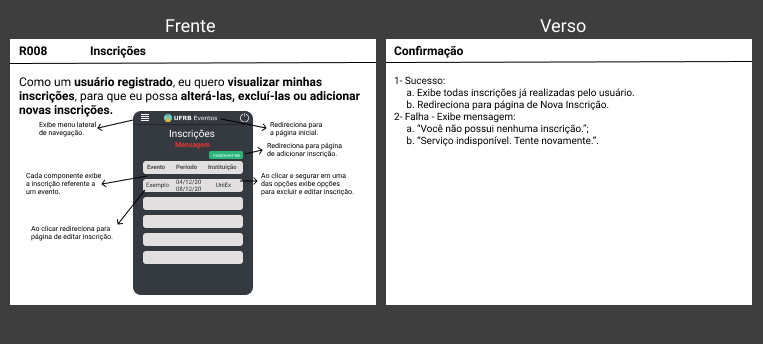 Frente
R008 Inscrições
Como um usuário registrado, eu quero visualizar minhas
inscrições, para que eu possa alterá-las, excluí-las ou adicionar
novas inscrições.
Exibe menu lateral
de navegação.
UFRB Eventos
Redireciona para
a página inicial.
Inscrições
Mensagem
Redireciona para página
de adicionar inscrição.
Inscrever-se
Evento Período Instituição
Cada componente exibe
a inscrição referente a
um evento.
Exemplo 04/12/20 UniEx
08/12/20
Ao clicar e segurar em uma
das opções exibe opções
para excluir e editar inscrição.
Ao clicar redireciona para
página de editar inscrição.
Verso
Confirmação
1- Sucesso:
a. Exibe todas inscrições já realizadas pelo usuário.
b. Redireciona para página de Nova Inscrição.
2- Falha - Exibe mensagem:
a. “Você não possui nenhuma inscrição.”;
b. “Serviço indisponível. Tente novamente.”.